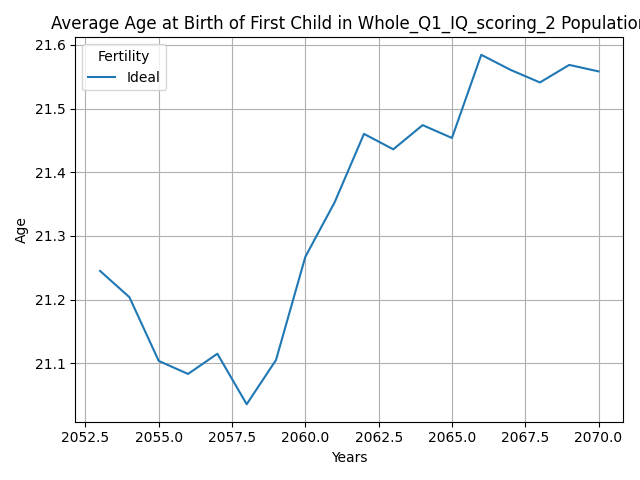 Average Age at Birth of First Child in Whole_Q1_IQ_scoring_2 Population
21.6
21.5
21.4
21.3
21.2
21.1
Age
Fertility
Ideal
2052.5 2055.0 2057.5 2060.0 2062.5 2065.0 2067.5 2070.0
Years